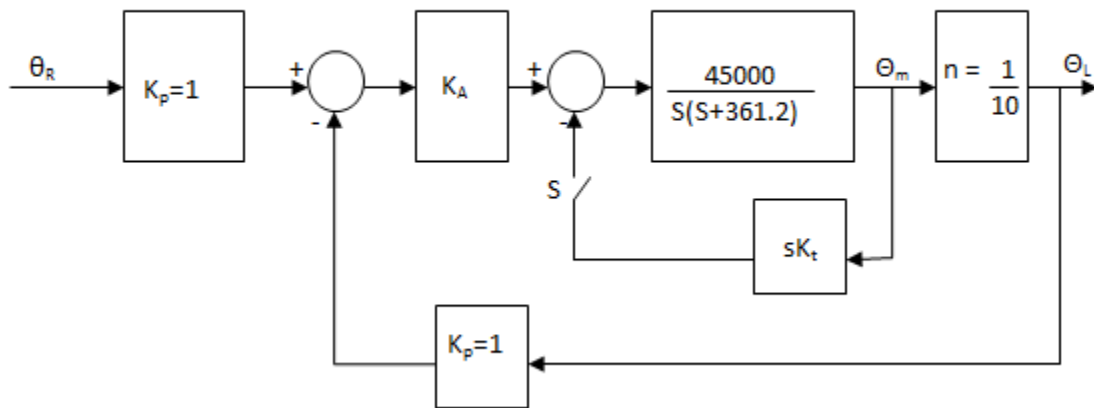 θR
Kp=1
+
-
KA
+
-
45000
S(S+361.2)
Θm
n = 1
10
ΘL
S
sKt
Kp=1